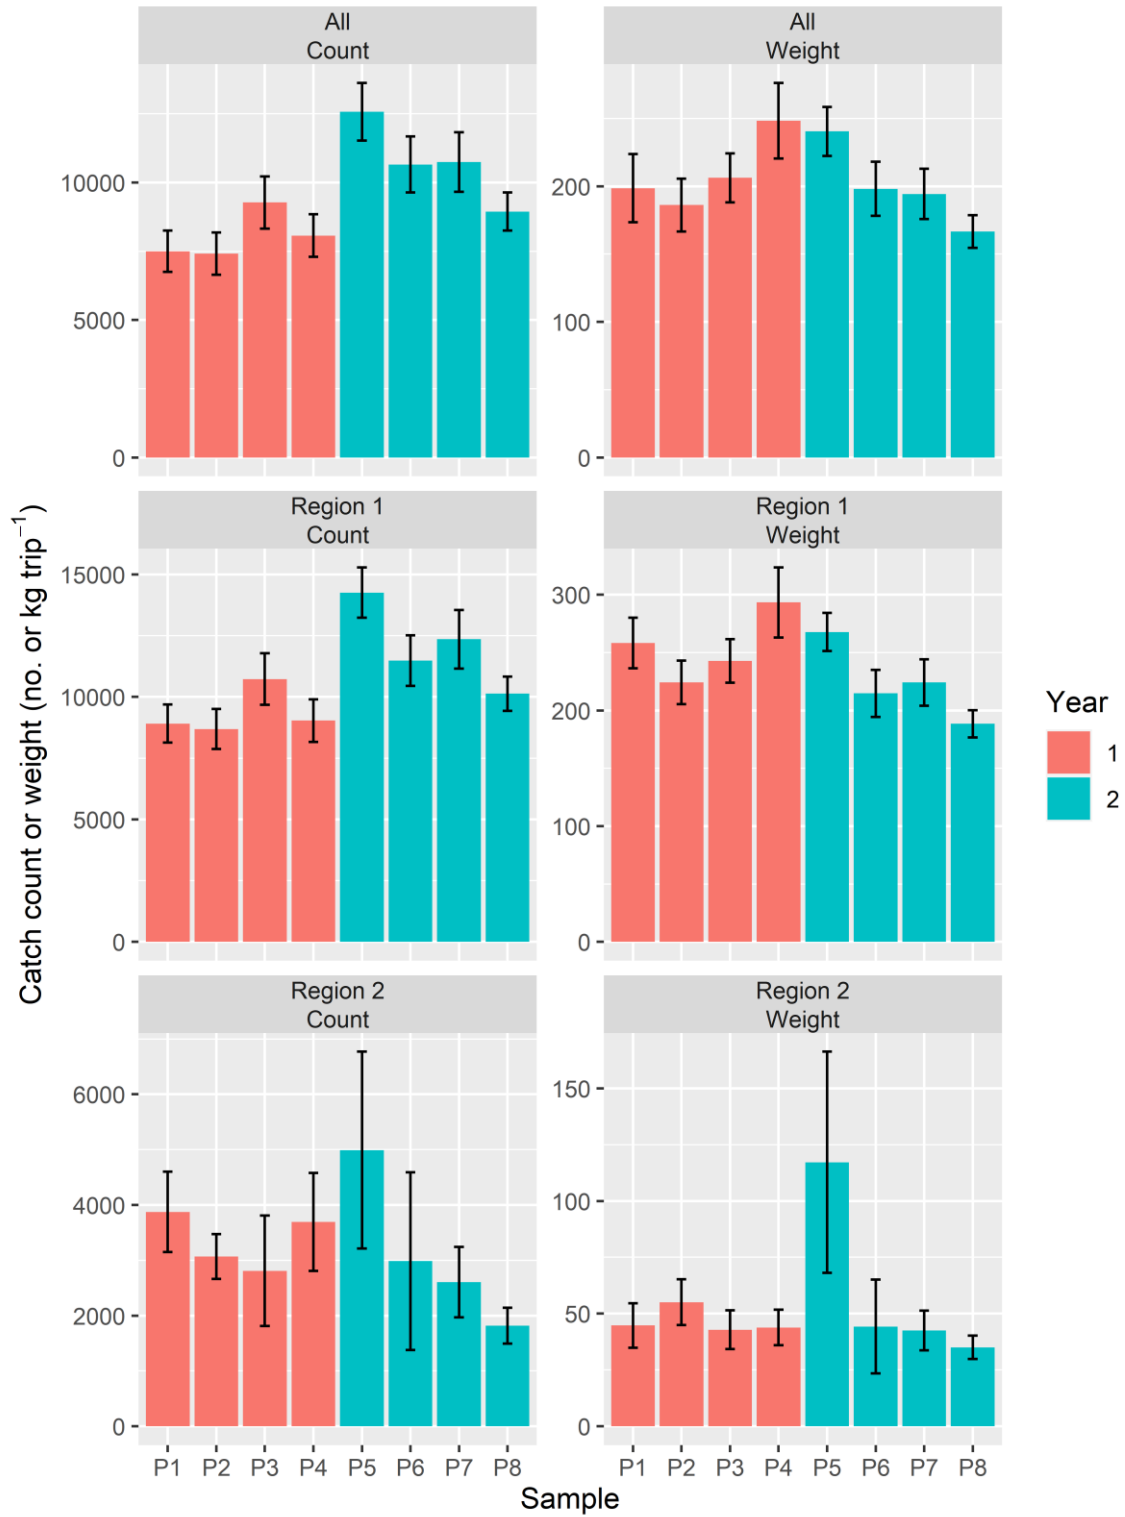 All
Count
All
Weight
10000
5000
0
200
100
0
Region 1
Count
Region 1
Weight
15000
10000
5000
0
300
200
100
0
Region 2
Count
Region 2
Weight
6000
4000
2000
0
150
100
50
0
P1 P2 P3 P4 P5 P6 P7 P8
P1 P2 P3 P4 P5 P6 P7 P8
Sample
Catch count or weight (no. or kg trip⁻¹)
Year
1
2